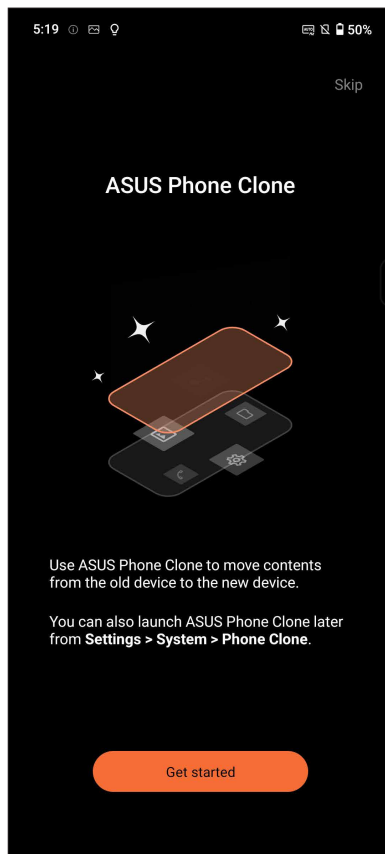 5:19 50%
Skip
ASUS Phone Clone
Use ASUS Phone Clone to move contents
from the old device to the new device.
You can also launch ASUS Phone Clone later
from Settings > System > Phone Clone.
Get started